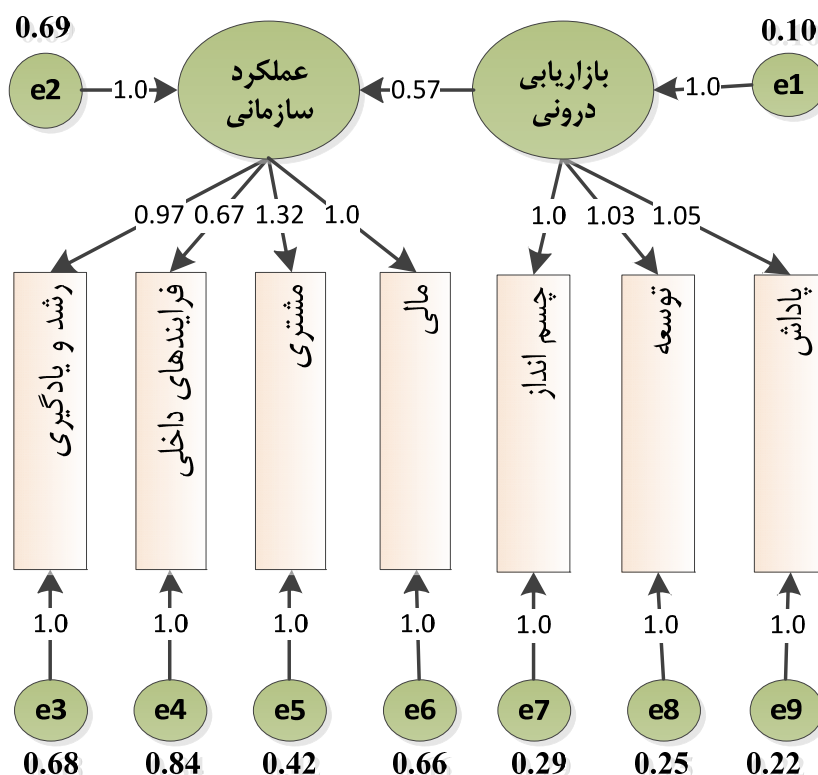 0.69
0.10
e2
1.0
عملکرد
سازمانی
0.57
بازاریابی
درونی
1.0
e1
0.97
0.67
1.32
1.0
1.0
1.03
1.05
رشد و یادگیری
فرایندهای داخلی
مشتری
مالی
چسم انداز
توسعه
پاداش
1.0
1.0
1.0
1.0
1.0
1.0
1.0
e3
e4
e5
e6
e7
e8
e9
0.68
0.84
0.42
0.66
0.29
0.25
0.22